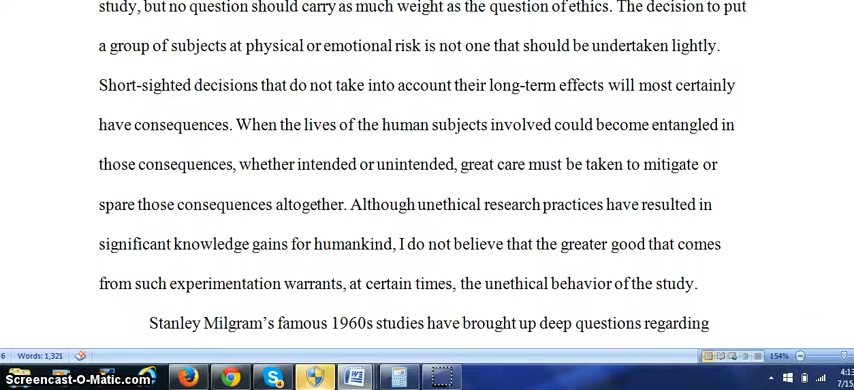 study, but no question should carry as much weight as the question of ethics. The decision to put
a group of subjects at physical or emotional risk is not one that should be undertaken lightly.
Short-sighted decisions that do not take into account their long-term effects will most certainly
have consequences. When the lives of the human subjects involved could become entangled in
those consequences, whether intended or unintended, great care must be taken to mitigate or
spare those consequences altogether. Although unethical research practices have resulted in
significant knowledge gains for humankind, I do not believe that the greater good that comes
from such experimentation warrants, at certain times, the unethical behavior of the study.
Stanley Milgram's famous 1960s studies have brought up deep questions regarding
6 Words: 1,321 154%
Screencast-O-Matic.com
4:13
7/15